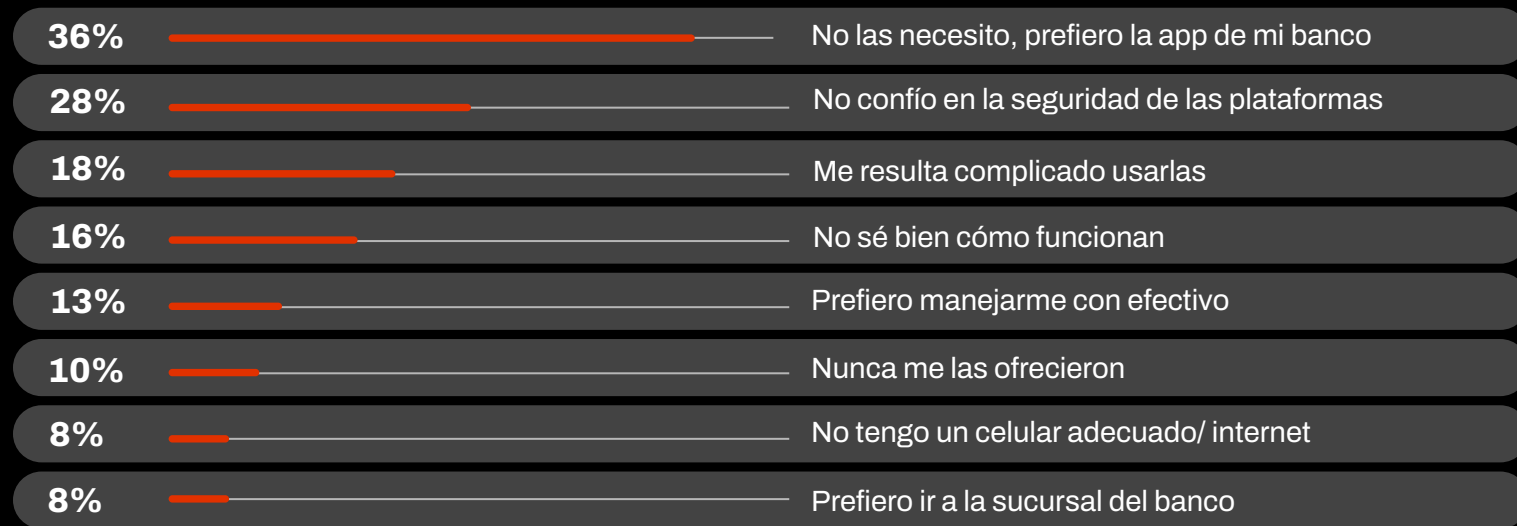 36% No las necesito, prefiero la app de mi banco
28% No confío en la seguridad de las plataformas
18% Me resulta complicado usarlas
16% No sé bien cómo funcionan
13% Prefiero manejarme con efectivo
10% Nunca me las ofrecieron
8% No tengo un celular adecuado/ internet
8% Prefiero ir a la sucursal del banco